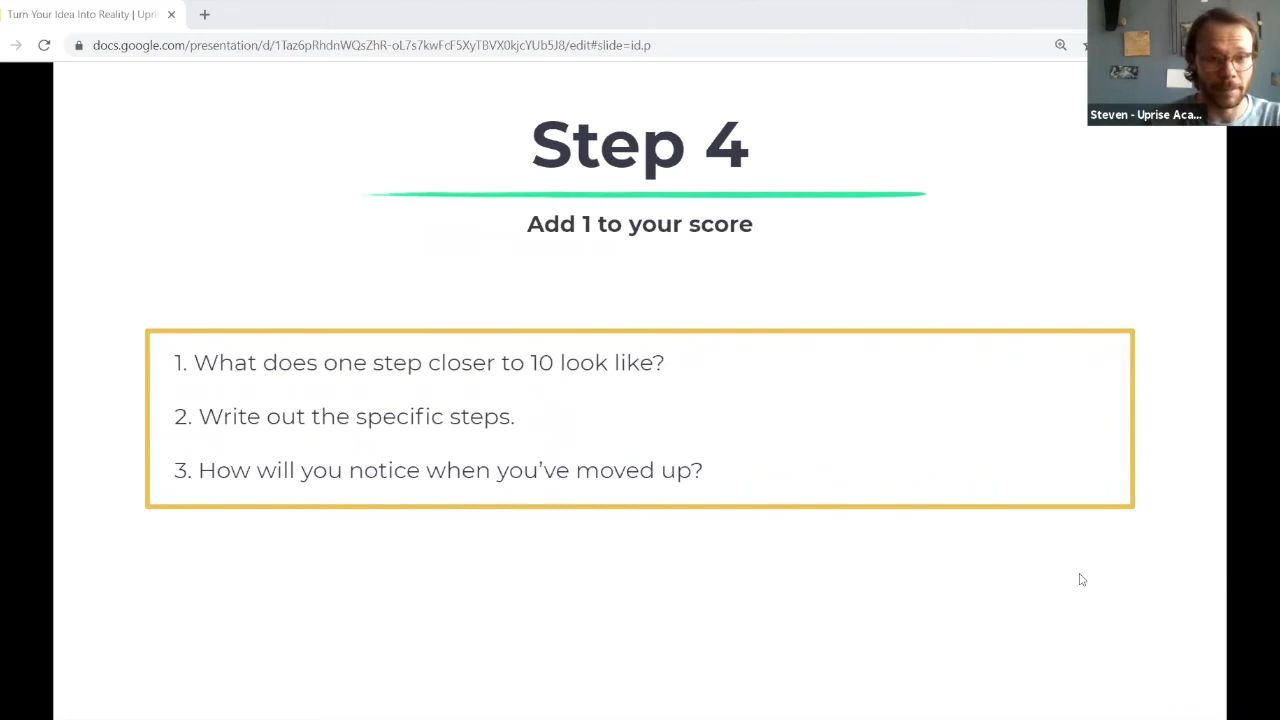 Turn Your Idea Into Reality | Upri
docs.google.com/presentation/d/1Taz6pRhdnWQsZhR-oL7s7kwFcF5XyTBVX0kjcYUb5J8/edit#slide=id.p
Steven - Uprise Aca...
Step 4
Add 1 to your score
1. What does one step closer to 10 look like?
2. Write out the specific steps.
3. How will you notice when you’ve moved up?